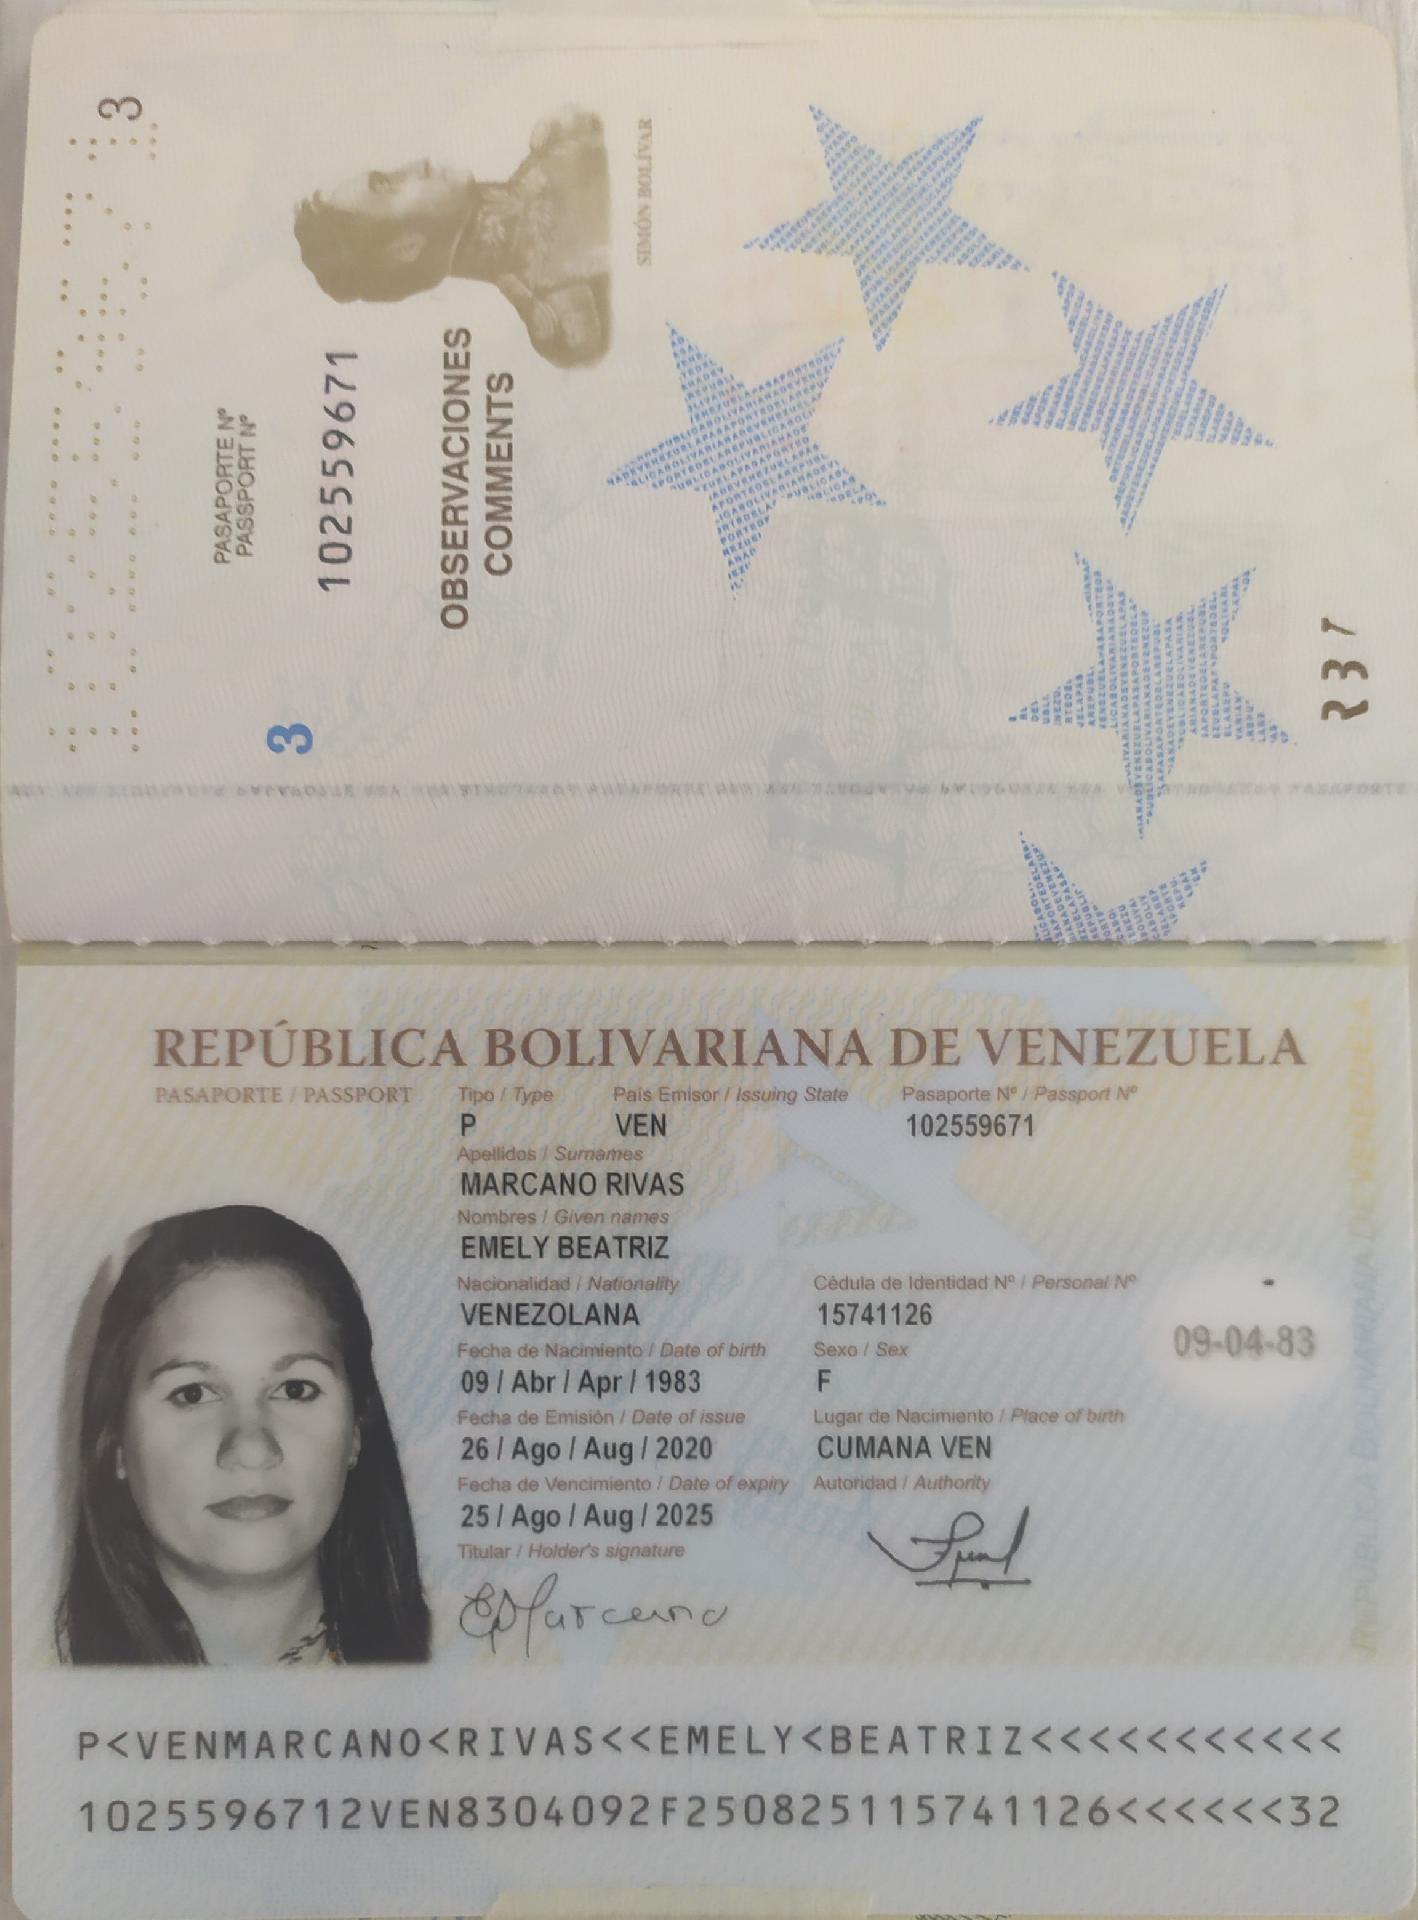 3
SIMÓN BOLÍVAR
PASAPORTE Nº
PASSPORT Nº
102559671
OBSERVACIONES
COMMENTS
3
REPÚBLICA BOLIVARIANA DE VENEZUELA
PASAPORTE / PASSPORT
Tipo / Type País Emisor / Issuing State Pasaporte Nº / Passport Nº
P VEN 102559671
Apellidos / Surnames
MARCANO RIVAS
Nombres / Given names
EMELY BEATRIZ
Nacionalidad / Nationality Cédula de Identidad Nº / Personal Nº
VENEZOLANA 15741126
09-04-83
Fecha de Nacimiento / Date of birth Sexo / Sex
09 / Abr / Apr / 1983 F
Fecha de Emisión / Date of issue Lugar de Nacimiento / Place of birth
26 / Ago / Aug / 2020 CUMANA VEN
Fecha de Vencimiento / Date of expiry Autoridad / Authority
25 / Ago / Aug / 2025
Titular / Holder's signature
EMarcano
P<VENMARCANO<RIVAS<<EMELY<BEATRIZ<<<<<<<<<<<
1025596712VEN8304092F250825115741126<<<<<<32